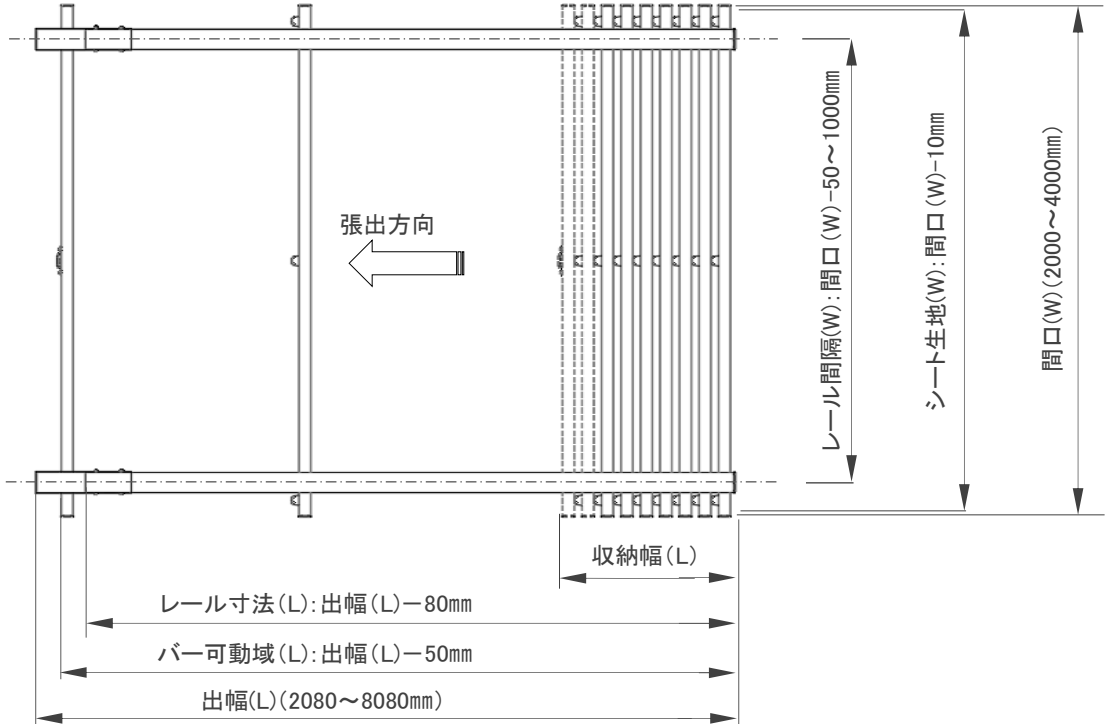 張出方向
レール間隔(W):間口(W)-50～1000mm
シート生地(W):間口(W)-10mm
間口(W)(2000～4000mm)
収納幅(L)
レール寸法(L):出幅(L)－80mm
バー可動域(L):出幅(L)－50mm
出幅(L)(2080～8080mm)